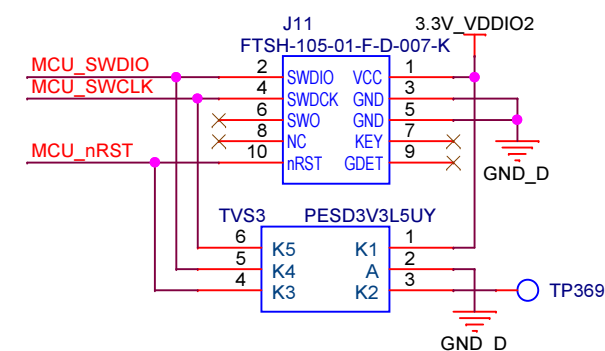 J11
3.3V_VDDIO2
FTSH-105-01-F-D-007-K
MCU_SWDIO 2 SWDIO VCC 1
MCU_SWCLK 4 SWDCK GND 3
6 SWO GND 5
8 NC KEY 7
MCU_nRST 10 nRST GDET 9
GND_D
TVS3 PESD3V3L5UY
6 K5 K1 1
5 K4 A 2
4 K3 K2 3 TP369
GND_D